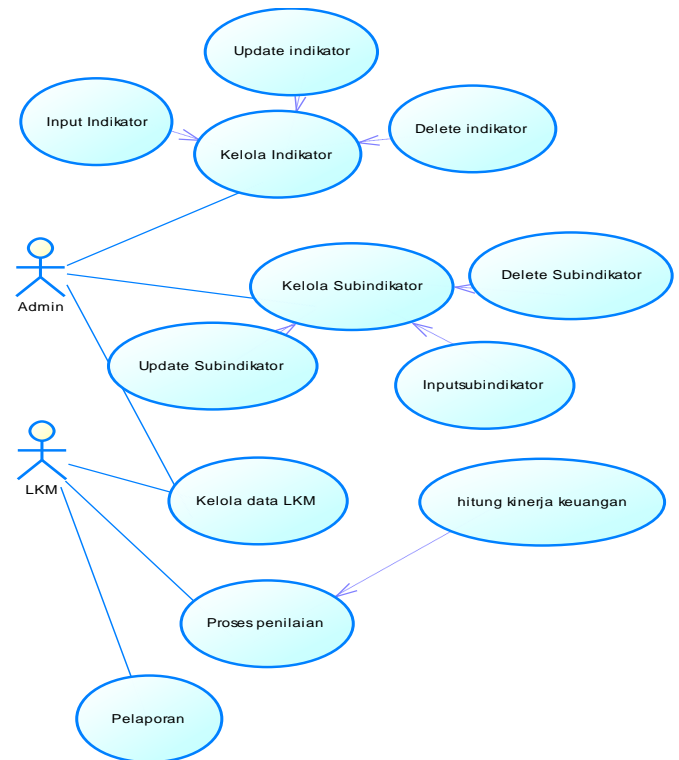 Update indikator
Input Indikator
Delete indikator
Kelola Indikator
Delete Subindikator
Kelola Subindikator
Admin
Update Subindikator
Inputsubindikator
LKM
Kelola data LKM
hitung kinerja keuangan
Proses penilaian
Pelaporan